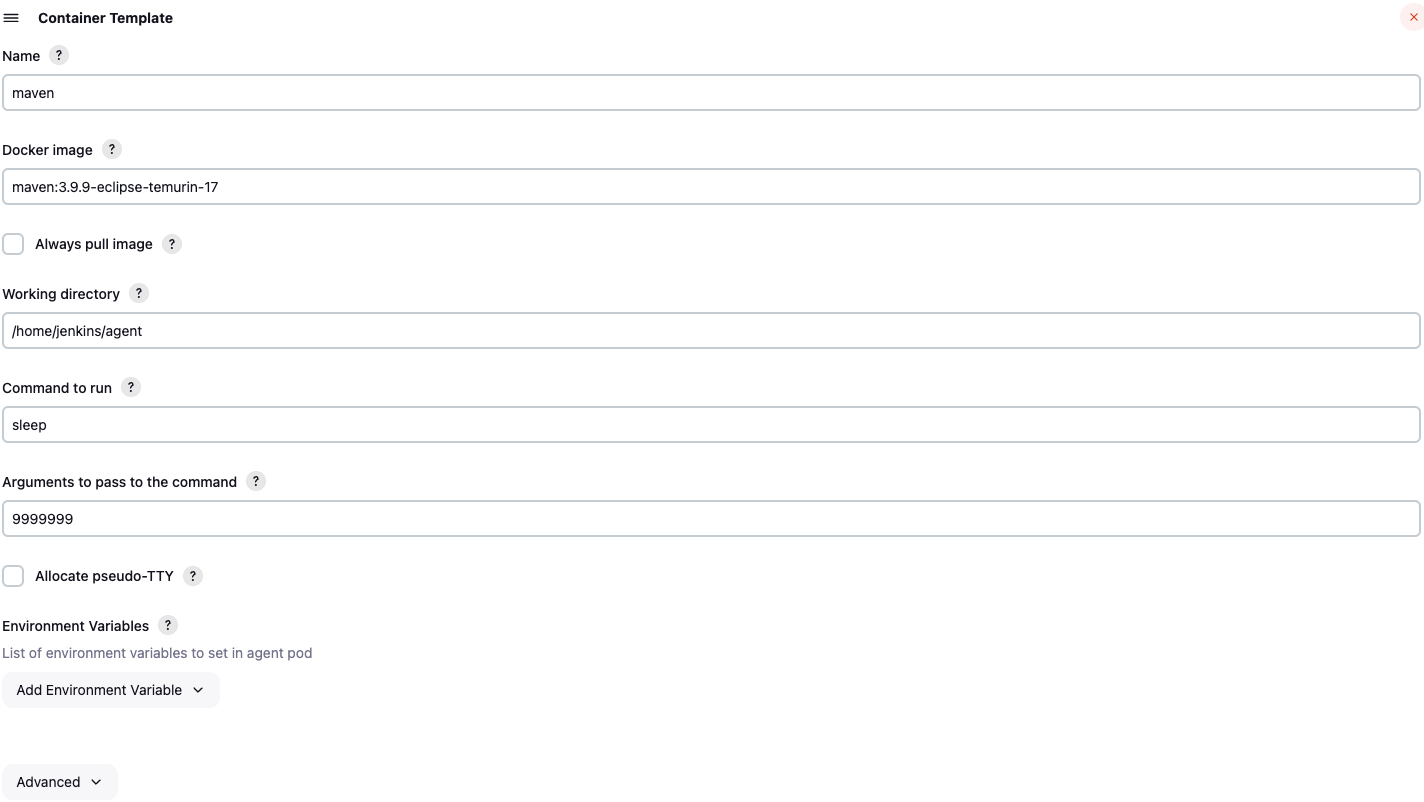 Container Template
Name ?
maven
Docker image ?
maven:3.9.9-eclipse-temurin-17
Always pull image ?
Working directory ?
/home/jenkins/agent
Command to run ?
sleep
Arguments to pass to the command ?
9999999
Allocate pseudo-TTY ?
Environment Variables ?
List of environment variables to set in agent pod
Add Environment Variable
Advanced